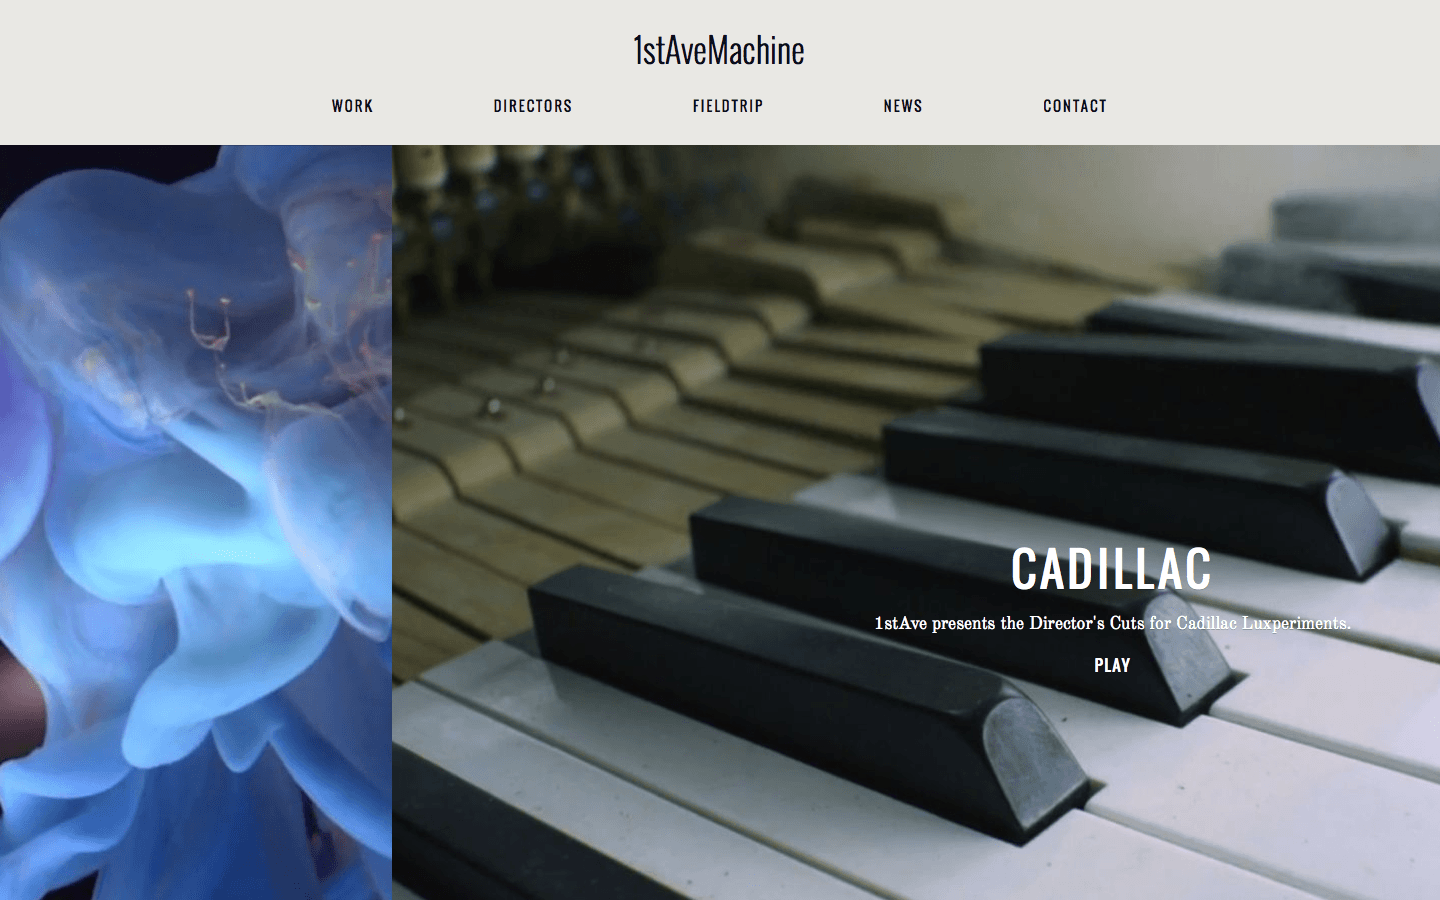 1stAveMachine
WORK DIRECTORS FIELDTRIP NEWS CONTACT
CADILLAC
1stAve presents the Director's Cuts for Cadillac Luxperiments.
PLAY